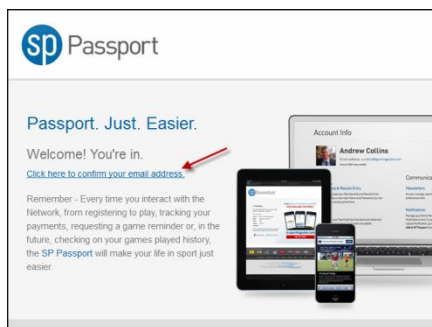 sp Passport
Passport. Just. Easier.
Welcome! You're in.
Click here to confirm your email address.
Remember - Every time you interact with the
Network, from registering to play, tracking your
payments, requesting a game reminder or, in the
future, checking on your games played history,
the SP Passport will make your life in sport just
easier.
Account Info
Andrew Collins